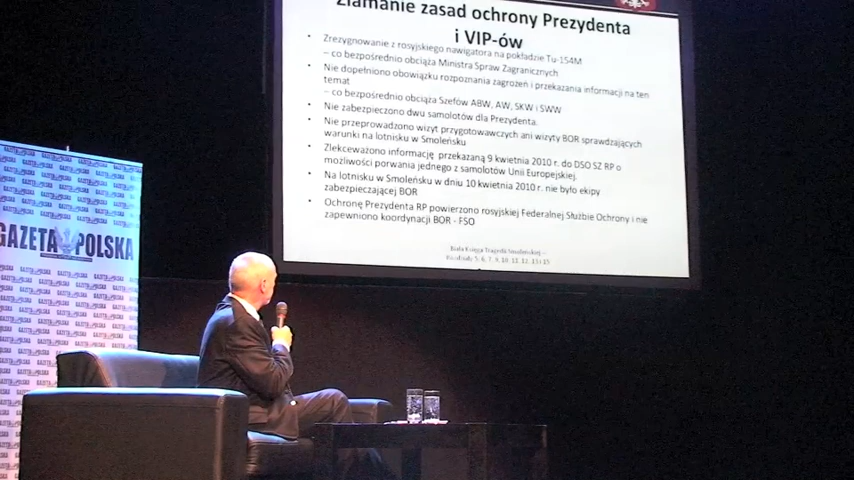 Złamanie zasad ochrony Prezydenta
i VIP-ów
• Zrezygnowanie z rosyjskiego nawigatora na pokładzie Tu-154M
– co bezpośrednio obciąża Ministra Spraw Zagranicznych
• Nie dopełniono obowiązku rozpoznania zagrożeń i przekazania informacji na ten
temat
– co bezpośrednio obciąża Szefów ABW, AW, SKW i SWW
• Nie zabezpieczono dwu samolotów dla Prezydenta.
• Nie przeprowadzono wizyt przygotowawczych ani wizyty BOR sprawdzających
warunki na lotnisku w Smoleńsku
• Zlekceważono informację przekazaną 9 kwietnia 2010 r. do DSO SZ RP o
możliwości porwania jednego z samolotów Unii Europejskiej.
• Na lotnisku w Smoleńsku w dniu 10 kwietnia 2010 r. nie było ekipy
zabezpieczającej BOR
• Ochronę Prezydenta RP powierzono rosyjskiej Federalnej Służbie Ochrony i nie
zapewniono koordynacji BOR - FSO
Biała Księga Tragedii Smoleńskiej –
GAZETA POLSKA